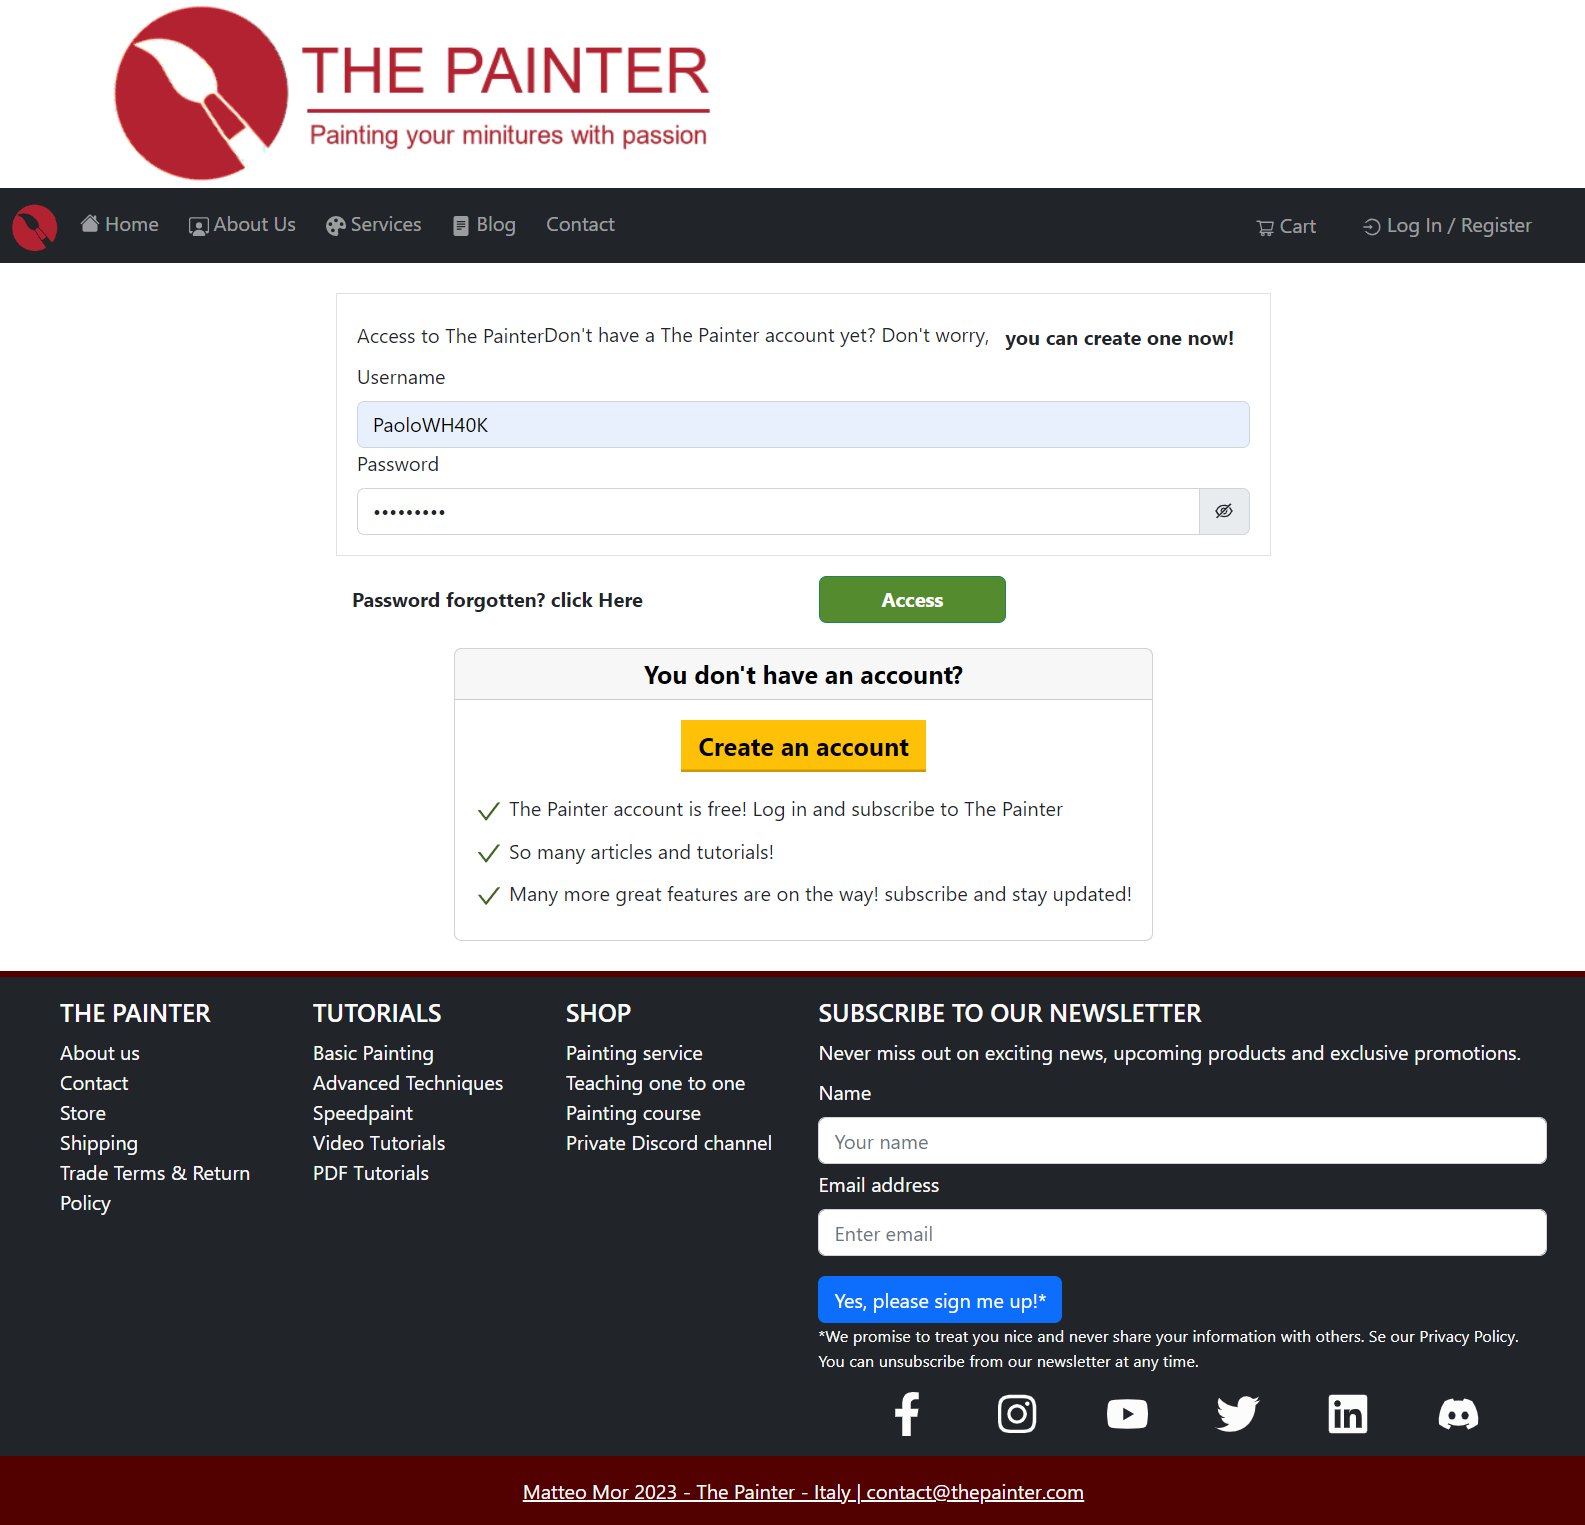 THE PAINTER
Painting your minitures with passion
Home About Us Services Blog Contact Cart Log In / Register
Access to The PainterDon't have a The Painter account yet? Don't worry, you can create one now!
Username
PaoloWH40K
Password
•••••••••
Password forgotten? click Here Access
You don't have an account?
Create an account
The Painter account is free! Log in and subscribe to The Painter
So many articles and tutorials!
Many more great features are on the way! subscribe and stay updated!
THE PAINTER
About us
Contact
Store
Shipping
Trade Terms & Return
Policy
TUTORIALS
Basic Painting
Advanced Techniques
Speedpaint
Video Tutorials
PDF Tutorials
SHOP
Painting service
Teaching one to one
Painting course
Private Discord channel
SUBSCRIBE TO OUR NEWSLETTER
Never miss out on exciting news, upcoming products and exclusive promotions.
Name
Your name
Email address
Enter email
Yes, please sign me up!*
*We promise to treat you nice and never share your information with others. Se our Privacy Policy.
You can unsubscribe from our newsletter at any time.
Matteo Mor 2023 - The Painter - Italy | contact@thepainter.com